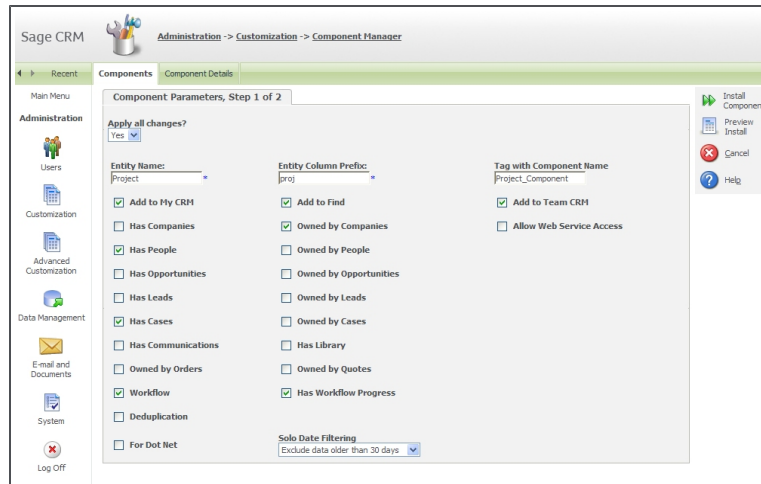 Sage CRM
Administration -> Customization -> Component Manager
Recent
Components
Component Details
Main Menu
Administration
Users
Customization
Advanced
Customization
Data Management
E-mail and
Documents
System
Log Off
Component Parameters, Step 1 of 2
Apply all changes?
Yes
Entity Name:
Project *
Entity Column Prefix:
proj *
Tag with Component Name
Project_Component
Add to My CRM
Add to Find
Add to Team CRM
Has Companies
Owned by Companies
Allow Web Service Access
Has People
Owned by People
Has Opportunities
Owned by Opportunities
Has Leads
Owned by Leads
Has Cases
Owned by Cases
Has Communications
Has Library
Owned by Orders
Owned by Quotes
Workflow
Has Workflow Progress
Deduplication
For Dot Net
Solo Date Filtering
Exclude data older than 30 days
Install
Componen
Preview
Install
Cancel
Help